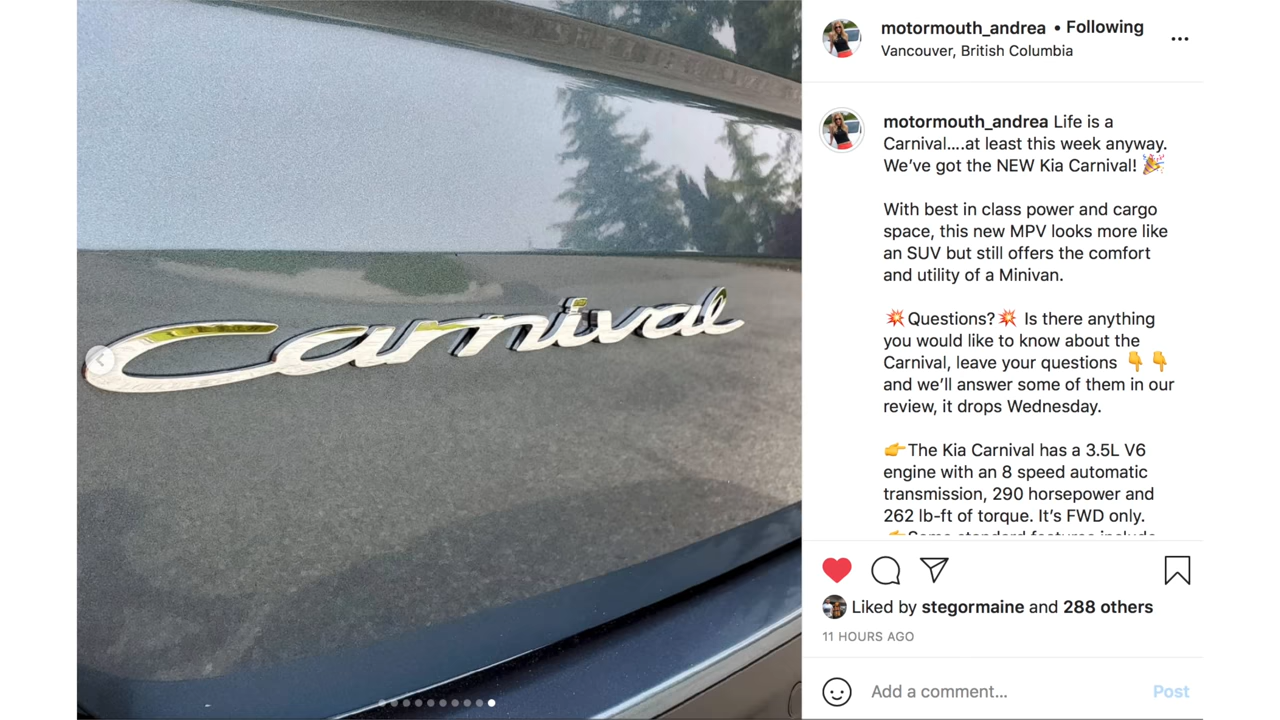 Carnival
motormouth_andrea • Following
Vancouver, British Columbia
motormouth_andrea Life is a
Carnival....at least this week anyway.
We’ve got the NEW Kia Carnival! 🎉
With best in class power and cargo
space, this new MPV looks more like
an SUV but still offers the comfort
and utility of a Minivan.
💥Questions?💥 Is there anything
you would like to know about the
Carnival, leave your questions 👇👇
and we’ll answer some of them in our
review, it drops Wednesday.
👉The Kia Carnival has a 3.5L V6
engine with an 8 speed automatic
transmission, 290 horsepower and
262 lb-ft of torque. It’s FWD only.
👉Some standard features include
Liked by stegormaine and 288 others
11 HOURS AGO
Add a comment...
Post